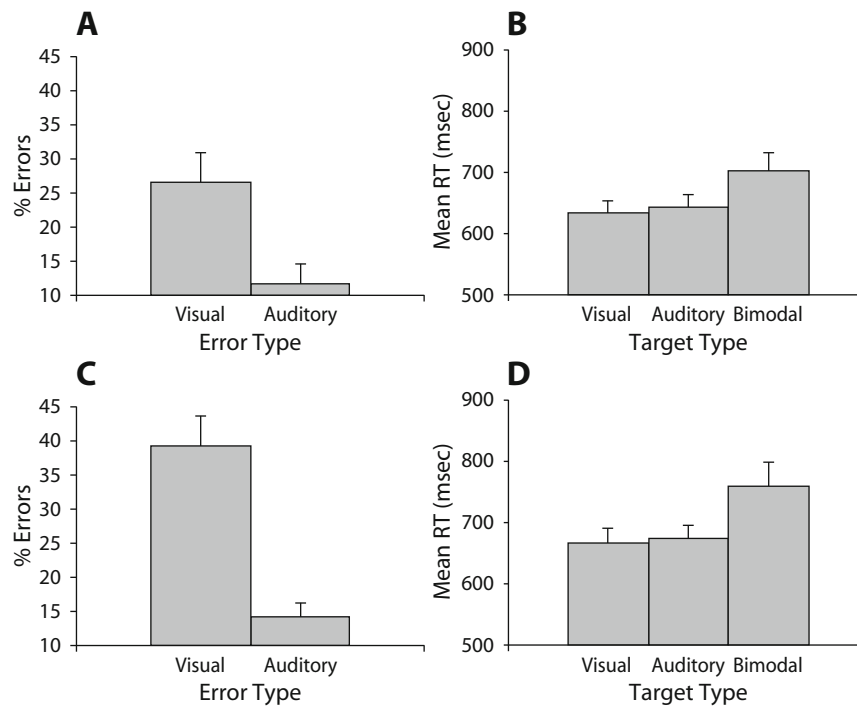 A
% Errors
45
40
35
30
25
20
15
10
Visual Auditory
Error Type
B
Mean RT (msec)
900
800
700
600
500
Visual Auditory Bimodal
Target Type
C
% Errors
45
40
35
30
25
20
15
10
Visual Auditory
Error Type
D
Mean RT (msec)
900
800
700
600
500
Visual Auditory Bimodal
Target Type